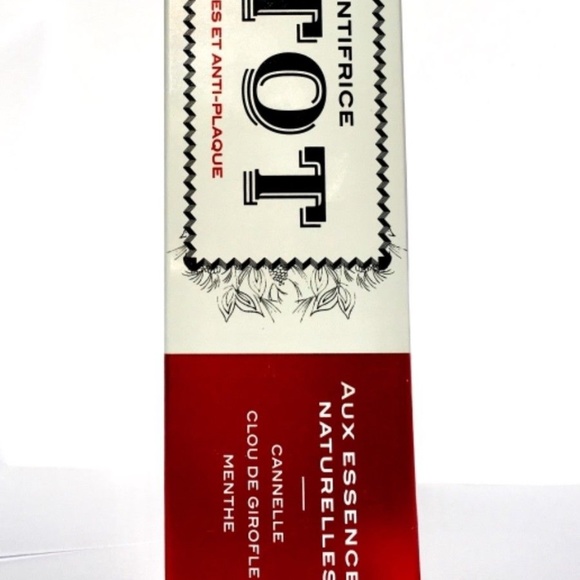 NTIFRICE
TOT
ES ET ANTI-PLAQUE
AUX ESSENCE
NATURELLES
CANNELLE
CLOU DE GIROFLE
MENTHE